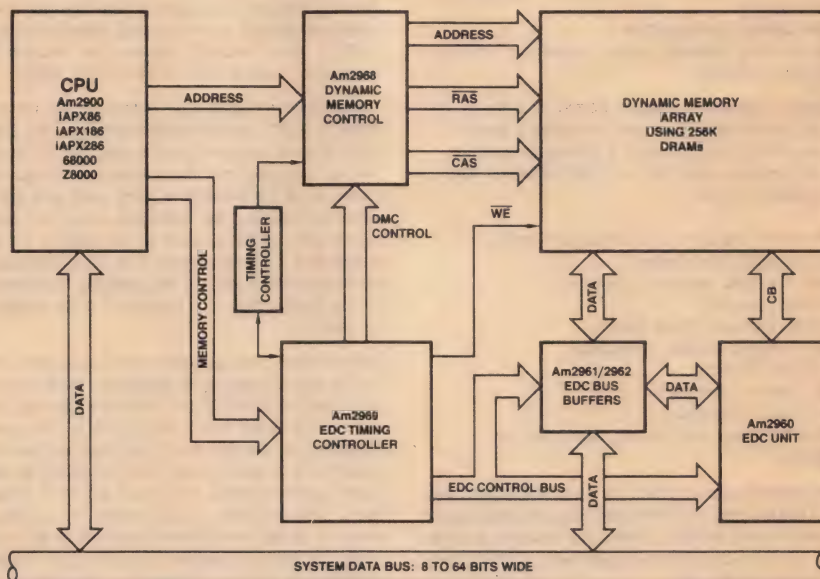 CPU
Am2900
iAPX86
iAPX186
iAPX286
68000
Z8000
ADDRESS
Am2968
DYNAMIC
MEMORY
CONTROL
ADDRESS
RAS
CAS
DYNAMIC MEMORY
ARRAY
USING 256K
DRAMs
TIMING
CONTROLLER
DMC
CONTROL
WE
MEMORY CONTROL
DATA
DATA
CB
Am2969
EDC TIMING
CONTROLLER
Am2961/2962
EDC BUS
BUFFERS
DATA
Am2960
EDC UNIT
EDC CONTROL BUS
DATA
SYSTEM DATA BUS: 8 TO 64 BITS WIDE